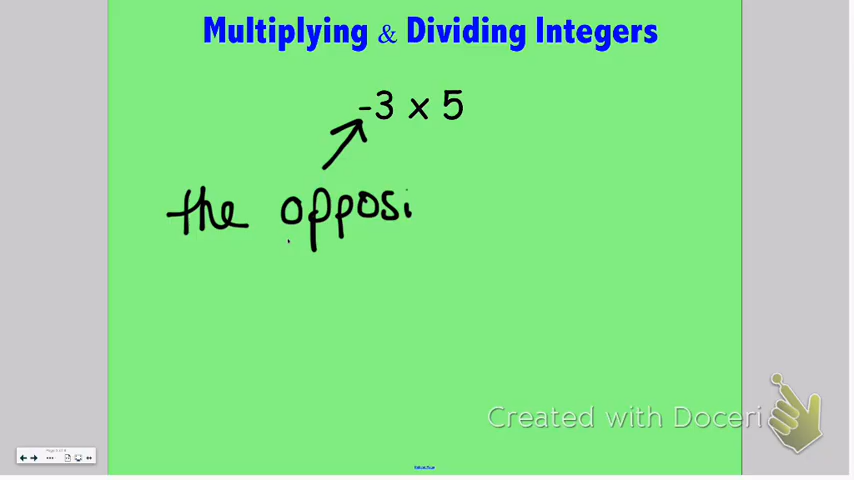 Multiplying & Dividing Integers
-3 x 5
the opposi
Created with Doceri